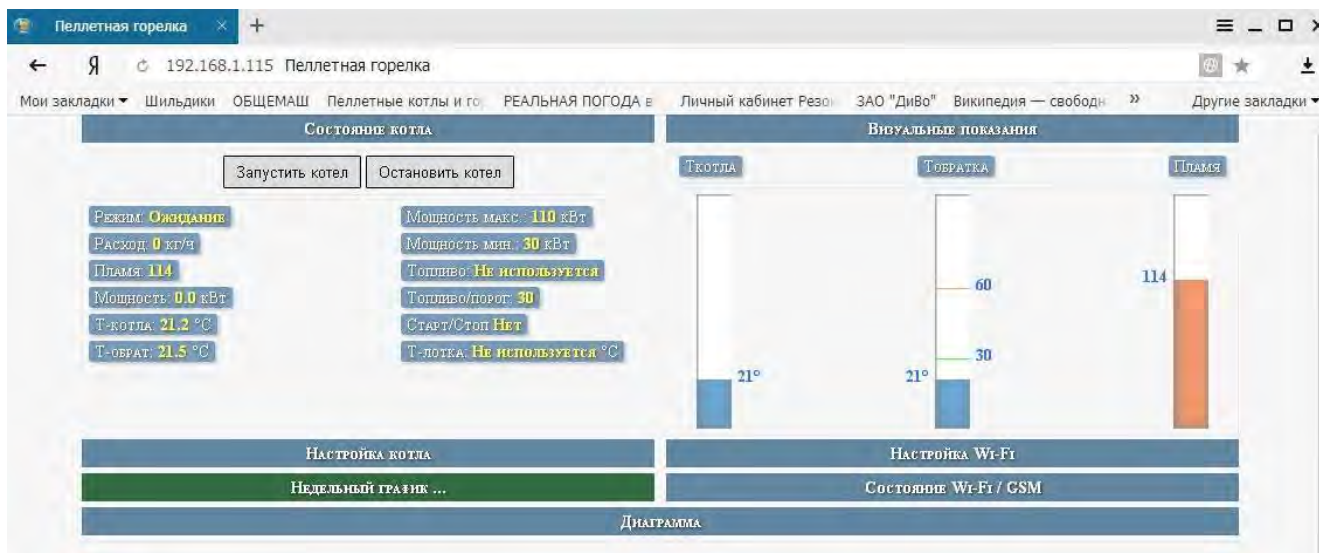 Пеллетная горелка
192.168.1.115 Пеллетная горелка
Мои закладки Шильдики ОБЩЕМАШ Пеллетные котлы и го РЕАЛЬНАЯ ПОГОДА в Личный кабинет Резо ЗАО "ДиВо" Википедия — свободн » Другие закладки
Состояние котла
Запустить котел Остановить котел
Режим: Ожидание
Расход: 0 кг/ч
Пламя: 114
Мощность: 0.0 кВт
Т-котла: 21.2 °C
Т-обрат: 21.5 °C
Мощность макс.: 110 кВт
Мощность мин.: 30 кВт
Топливо: Не используется
Топливо/порог: 30
Старт/Стоп Нет
Т-лотка: Не используется °C
Визуальные показания
Ткотла Тобратка Пламя
21°
60
30
21°
114
Настройка котла
Настройка Wi-Fi
Недельный график ...
Состояние Wi-Fi / GSM
Диаграмма